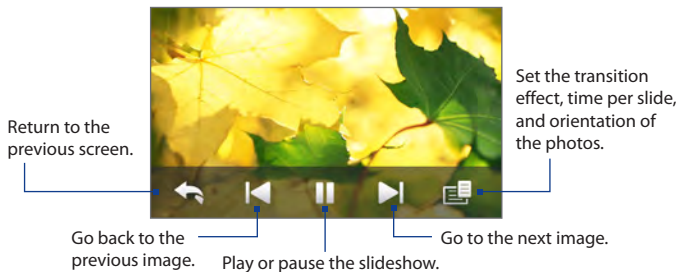 Return to the
previous screen.
Set the transition
effect, time per slide,
and orientation of
the photos.
Go back to the
previous image.
Play or pause the slideshow.
Go to the next image.